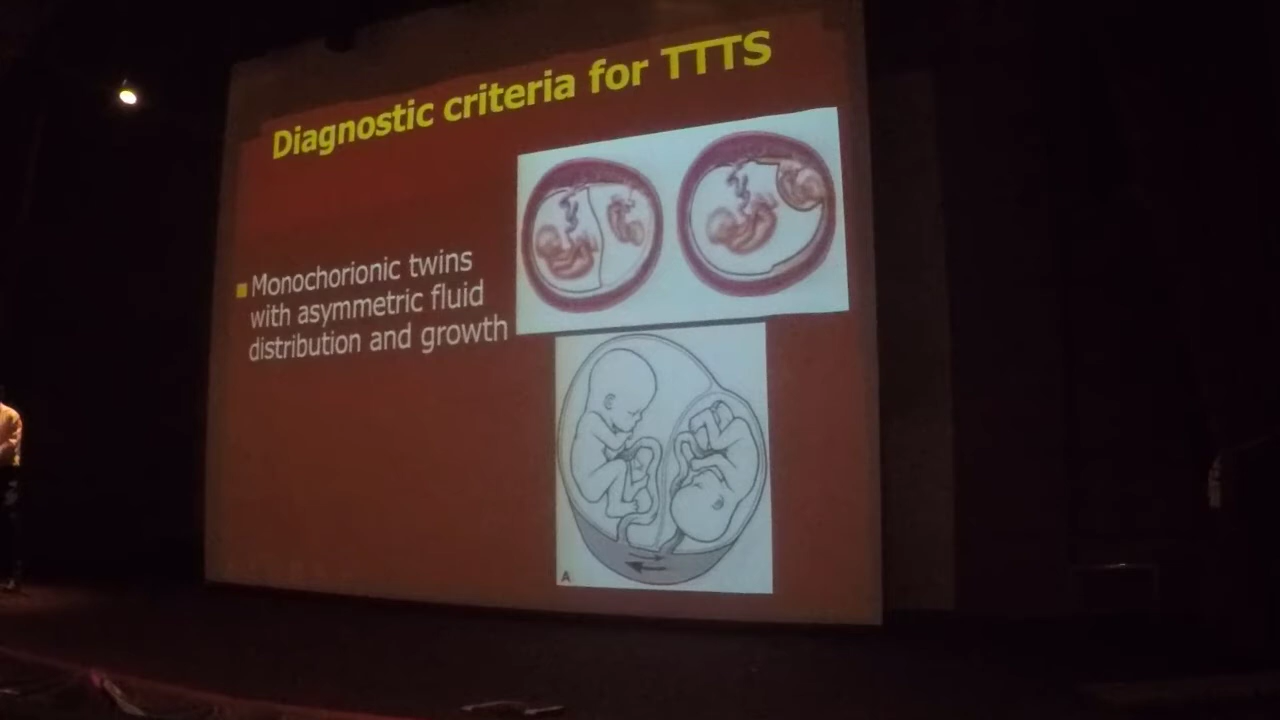 Diagnostic criteria for TTTS
Monochorionic twins
with asymmetric fluid
distribution and growth
A